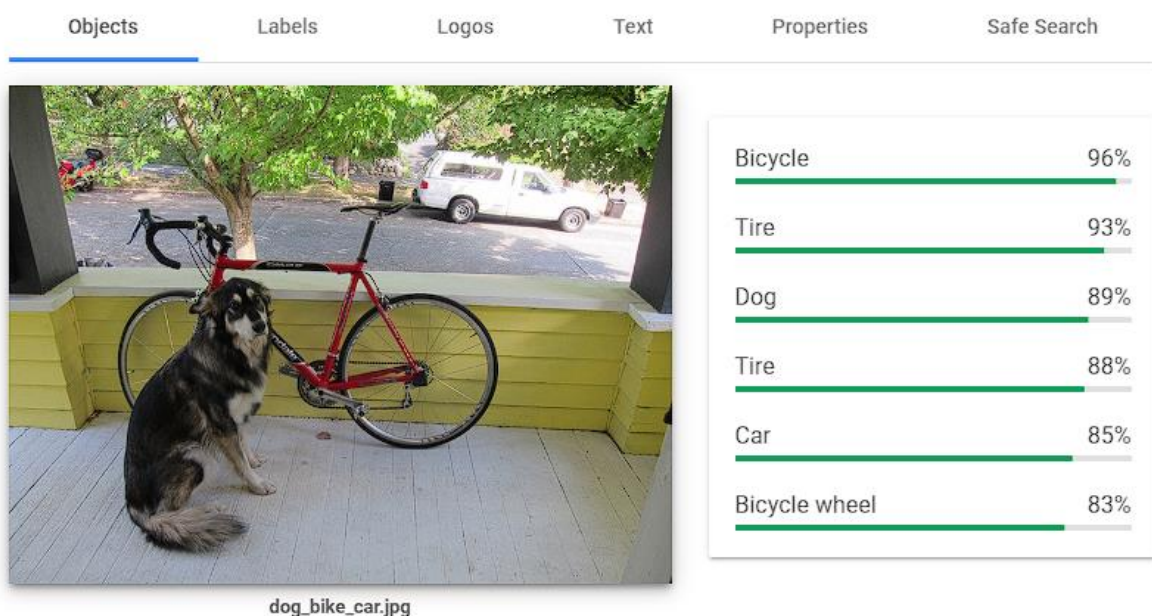 Objects Labels Logos Text Properties Safe Search
Bicycle 96%
Tire 93%
Dog 89%
Tire 88%
Car 85%
Bicycle wheel 83%
dog_bike_car.jpg